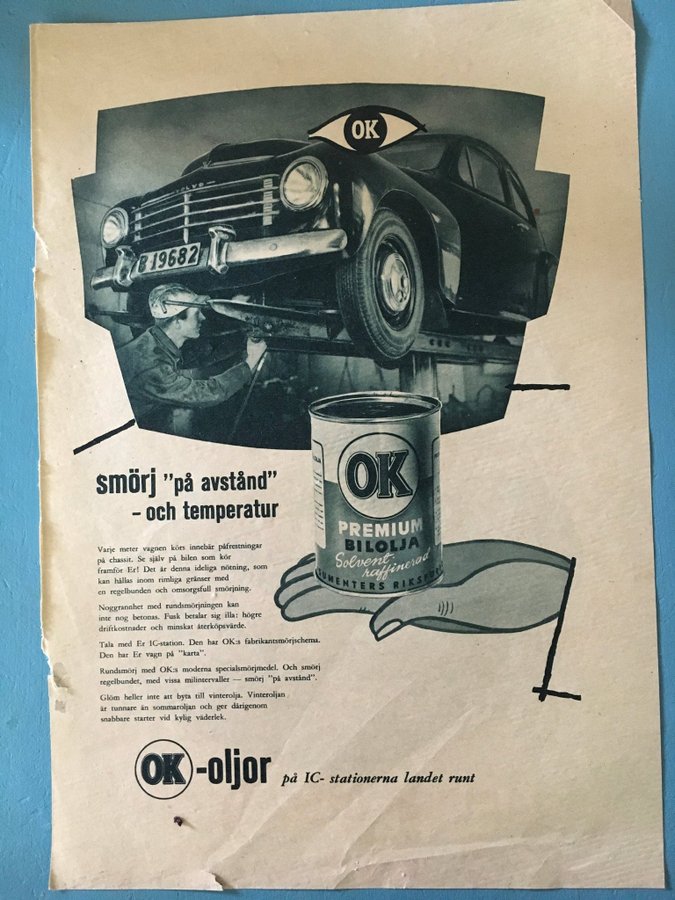 OK
VOLVO
B 19682
smörj "på avstånd"
- och temperatur
OK
PREMIUM
BILOLJA
Solvent-
raffinerad
Varje meter vagnen körs innebär påfrestningar
på chassit. Se själv på bilen som kör
framför Er! Det är denna ideliga nötning, som
kan hållas inom rimliga gränser med
en regelbunden och omsorgsfull smörjning.
Noggrannhet med rundsmörjningen kan
inte nog betonas. Fusk betalar sig illa: högre
driftkostnader och minskat återköpsvärde.
Tala med Er IC-station. Den har OK:s fabrikantsmörjschema.
Den har Er vagn på "karta".
Rundsmörj med OK:s moderna specialsmörjmedel. Och smörj
regelbundet, med vissa milintervaller — smörj "på avstånd".
Glöm heller inte att byta till vinterolja. Vinteroljan
är tunnare än sommaroljan och ger därigenom
snabbare starter vid kylig väderlek.
OK-oljor på IC- stationerna landet runt